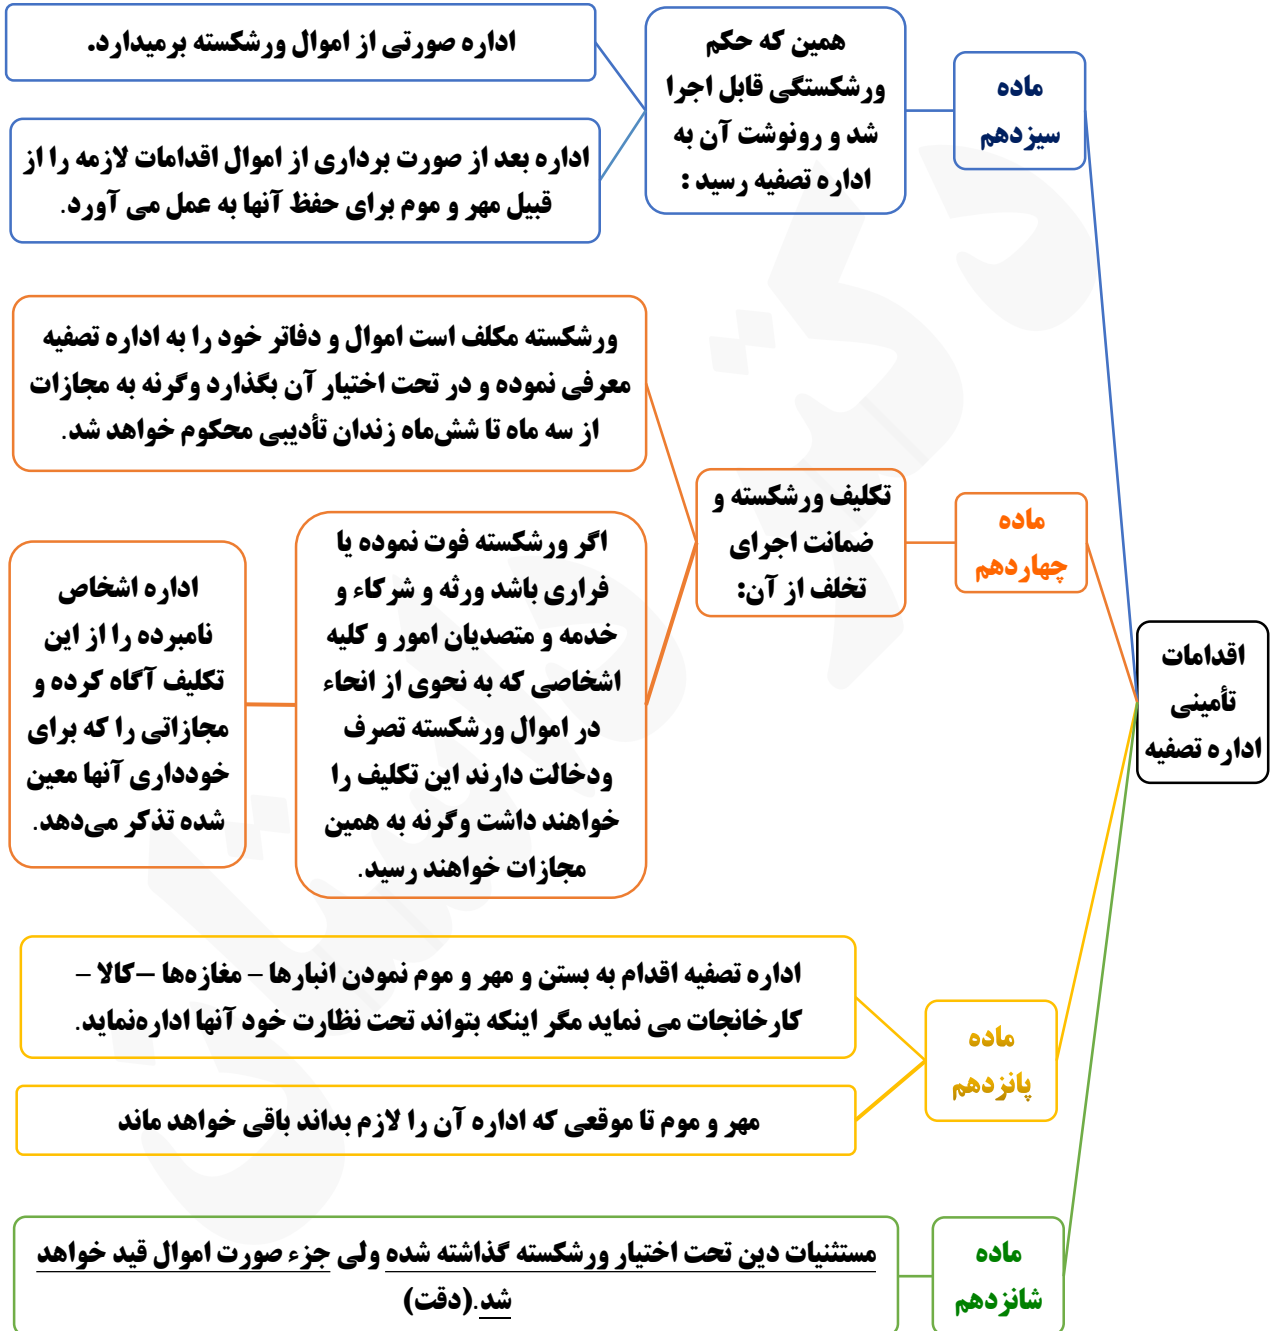 اقدامات
تأمینی
اداره تصفیه
ماده
سیزدهم
همین که حکم
ورشکستگی قابل اجرا
شد و رونوشت آن به
اداره تصفیه رسید :
اداره صورتی از اموال ورشکسته برمیدارد.
اداره بعد از صورت برداری از اموال اقدامات لازمه را از
قبیل مهر و موم برای حفظ آنها به عمل می آورد.
ماده
چهاردهم
تکلیف ورشکسته و
ضمانت اجرای
تخلف از آن:
ورشکسته مکلف است اموال و دفاتر خود را به اداره تصفیه
معرفی نموده و در تحت اختیار آن بگذارد وگرنه به مجازات
از سه ماه تا شش‌ماه زندان تأدیبی محکوم خواهد شد.
اگر ورشکسته فوت نموده یا
فراری باشد ورثه و شرکاء و
خدمه و متصدیان امور و کلیه
اشخاصی که به نحوی از انحاء
در اموال ورشکسته تصرف
ودخالت دارند این تکلیف را
خواهند داشت وگرنه به همین
مجازات خواهند رسید.
اداره اشخاص
نامبرده را از این
تکلیف آگاه کرده و
مجازاتی را که برای
خودداری آنها معین
شده تذکر می‌دهد.
ماده
پانزدهم
اداره تصفیه اقدام به بستن و مهر و موم نمودن انبارها – مغازه‌ها –کالا –
کارخانجات می نماید مگر اینکه بتواند تحت نظارت خود آنها اداره‌نماید.
مهر و موم تا موقعی که اداره آن را لازم بداند باقی خواهد ماند
ماده
شانزدهم
مستثنیات دین تحت اختیار ورشکسته گذاشته شده ولی جزء صورت اموال قید خواهد
شد.(دقت)